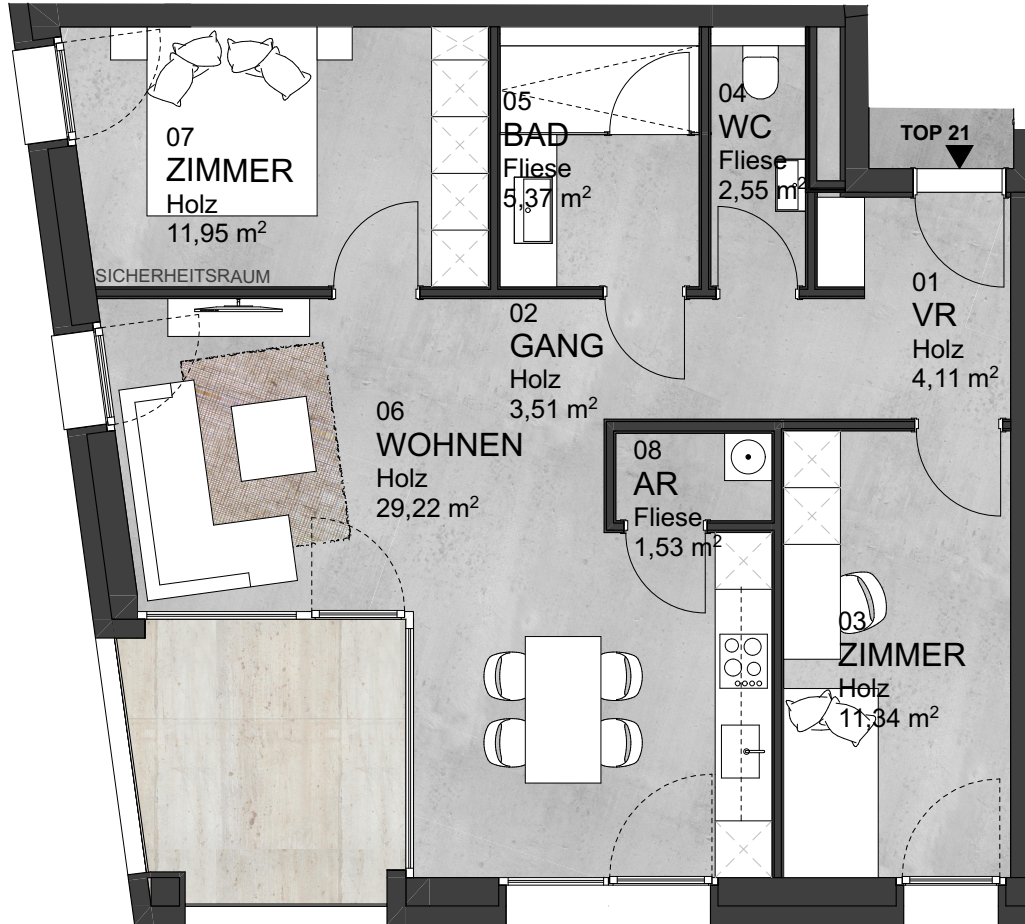 TOP 21
07
ZIMMER
Holz
11,95 m²
SICHERHEITSRAUM
05
BAD
Fliese
5,37 m²
04
WC
Fliese
2,55 m²
01
VR
Holz
4,11 m²
02
GANG
Holz
3,51 m²
06
WOHNEN
Holz
29,22 m²
08
AR
Fliese
1,53 m²
03
ZIMMER
Holz
11,34 m²